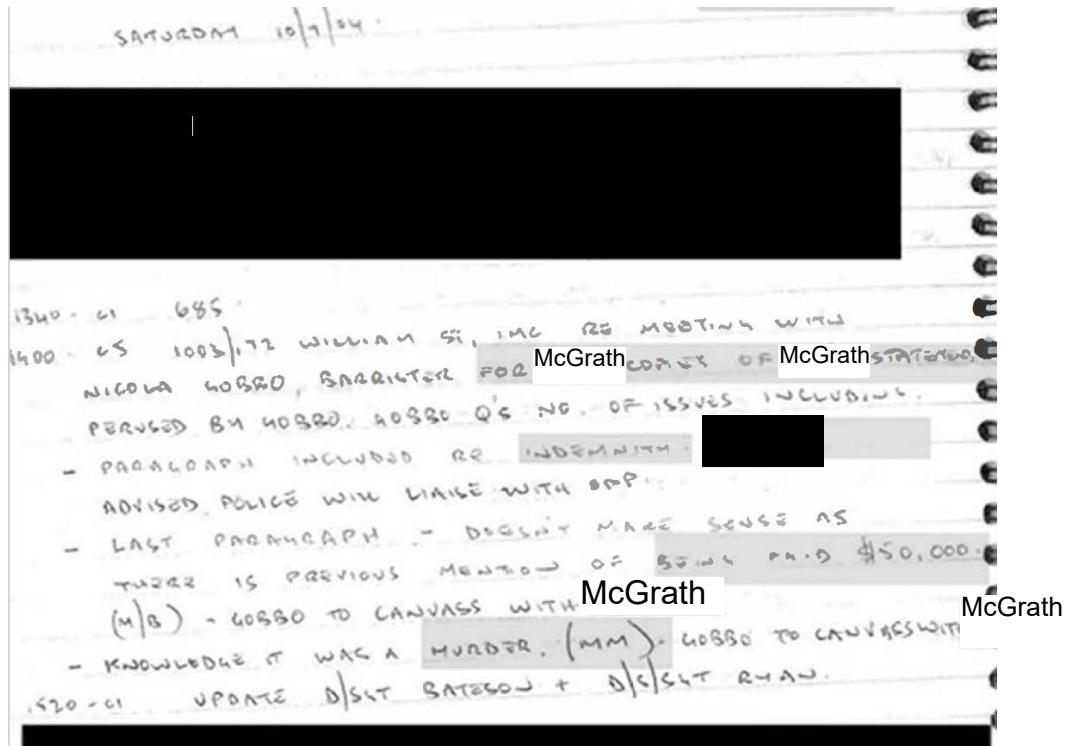 SATURDAY 10/7/04.
1340 - CI 685.
1400 - CS 1003/172 WILLIAM ST, IMC RE MEETING WITH
NICOLA GOBBO, BARRISTER FOR McGrath COPIES OF McGrath STATEMENTS
PERUSED BY GOBBO. GOBBO Q'S NO. OF ISSUES INCLUDING.
- PARAGRAPH INCLUDED RE INDEMNITY.
ADVISED POLICE WILL LIAISE WITH OPP.
- LAST PARAGRAPH - DOESN'T MAKE SENSE AS
THERE IS PREVIOUS MENTION OF BEING PAID $50,000.
(M/B) - GOBBO TO CANVASS WITH McGrath
- KNOWLEDGE IT WAS A MURDER. (MM). GOBBO TO CANVASS WITH McGrath
1520 - CI UPDATE D/SGT BATESON + D/S/SGT RYAN.